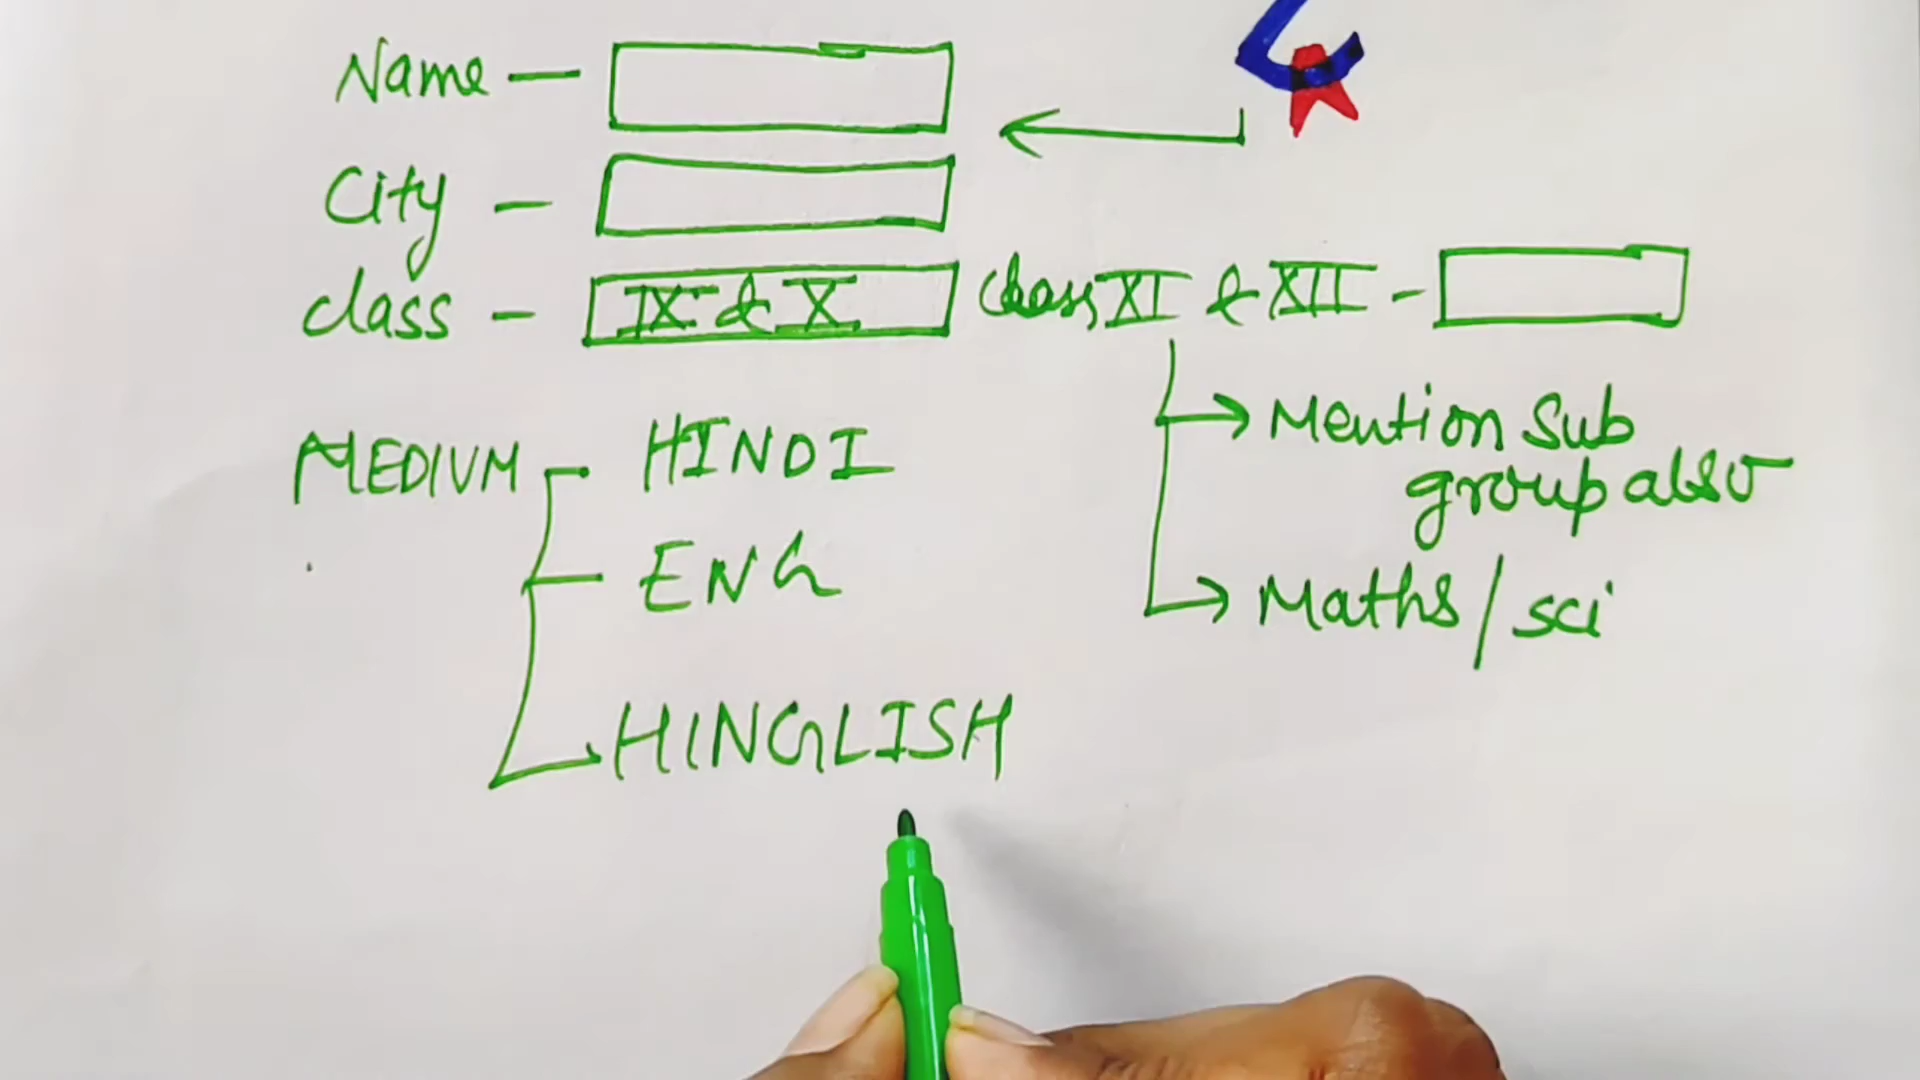 Name —
City —
class — IX & X class XI & XII -
Mention Sub
group also
MEDIUM - HINDI
ENG
Maths / sci
HINGLISH